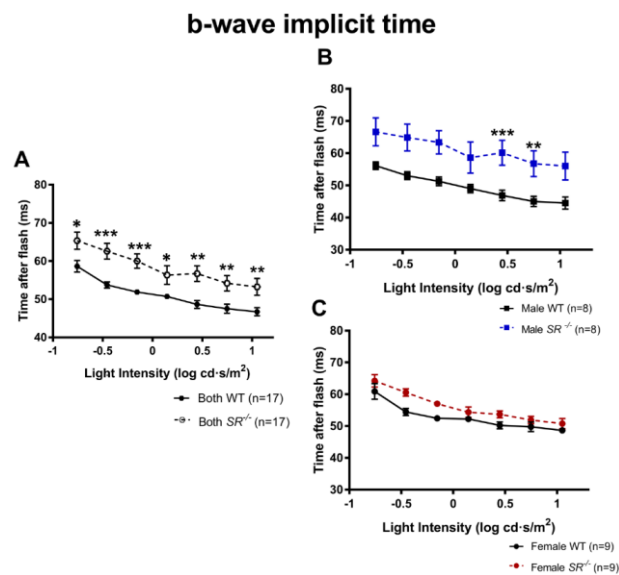 b-wave implicit time
A
Time after flash (ms)
80
70
60
50
40
* *** *** * ** ** **
-1 -0.5 0 0.5 1
Light Intensity (log cd·s/m²)
Both WT (n=17)
Both SR⁻/⁻ (n=17)
B
Time after flash (ms)
80
70
60
50
40
30
*** **
-1 -0.5 0 0.5 1
Light Intensity (log cd·s/m²)
Male WT (n=8)
Male SR ⁻/⁻ (n=8)
C
Time after flash (ms)
80
70
60
50
40
30
-1 -0.5 0 0.5 1
Light Intensity (log cd·s/m²)
Female WT (n=9)
Female SR⁻/⁻ (n=9)